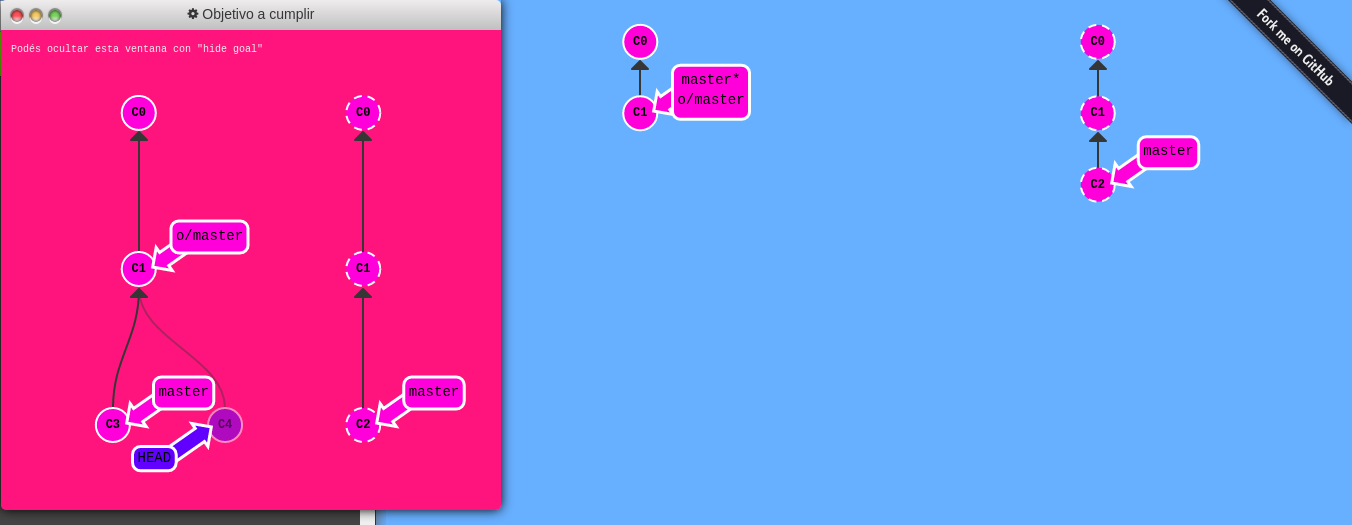 Objetivo a cumplir
Podés ocultar esta ventana con "hide goal"
C0
C0
o/master
C1
C1
master
master
C3
C4
C2
HEAD
C0
master*
o/master
C1
C0
C1
master
C2
Fork me on GitHub